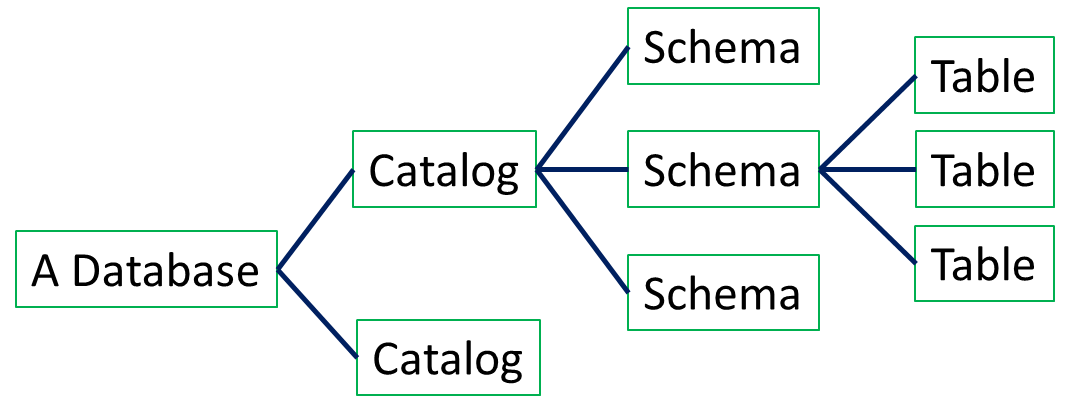 A Database
Catalog
Catalog
Schema
Schema
Schema
Table
Table
Table